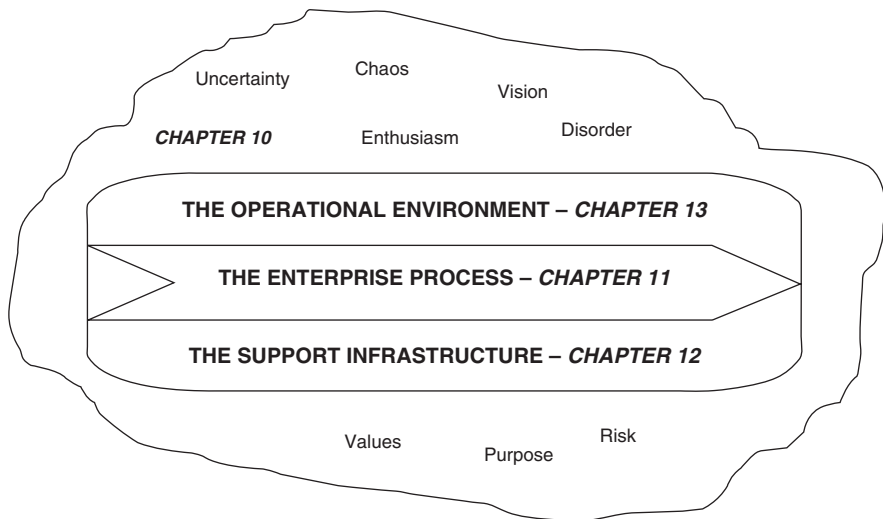 Uncertainty
Chaos
Vision
CHAPTER 10
Enthusiasm
Disorder
THE OPERATIONAL ENVIRONMENT – CHAPTER 13
THE ENTERPRISE PROCESS – CHAPTER 11
THE SUPPORT INFRASTRUCTURE – CHAPTER 12
Values
Purpose
Risk